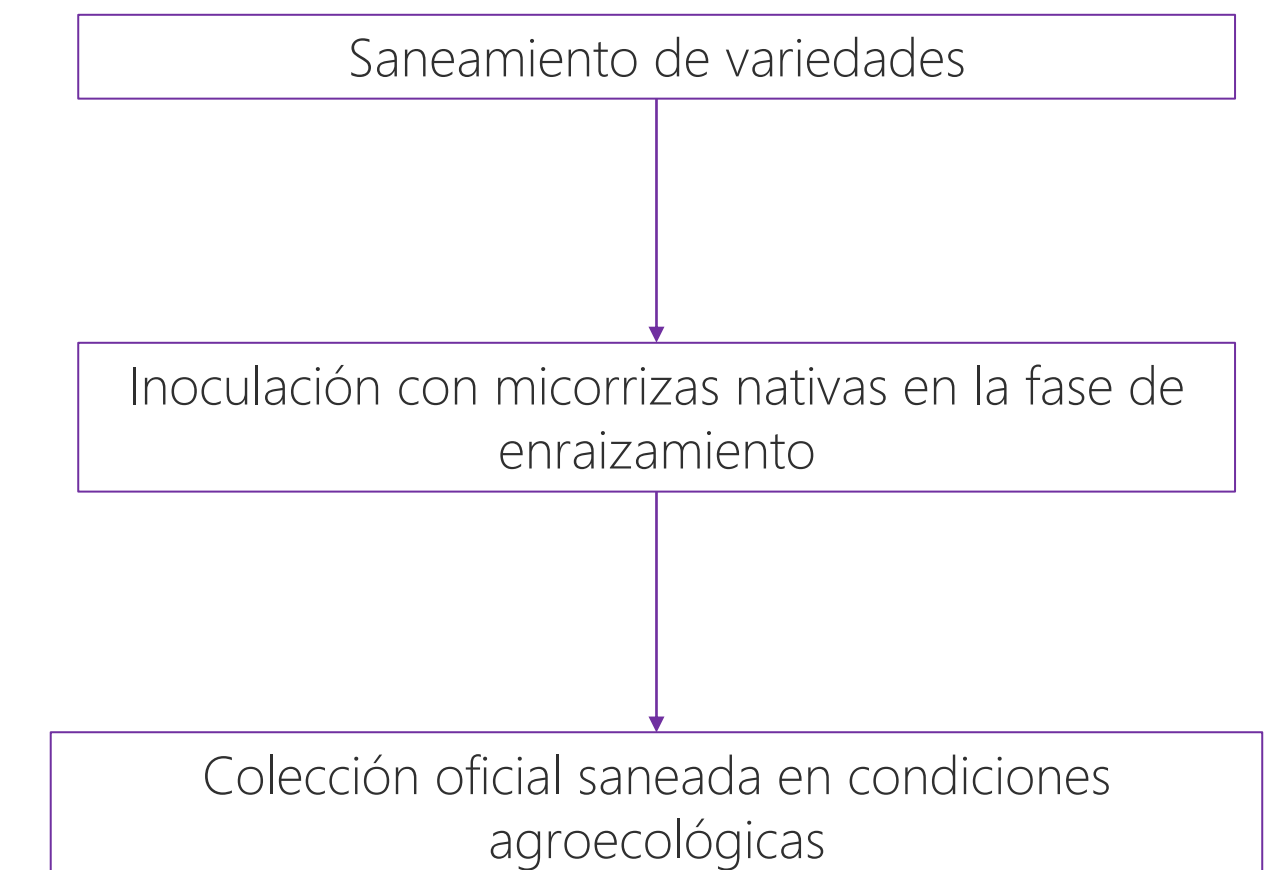 Saneamiento de variedades
Inoculación con micorrizas nativas en la fase de
enraizamiento
Colección oficial saneada en condiciones
agroecológicas